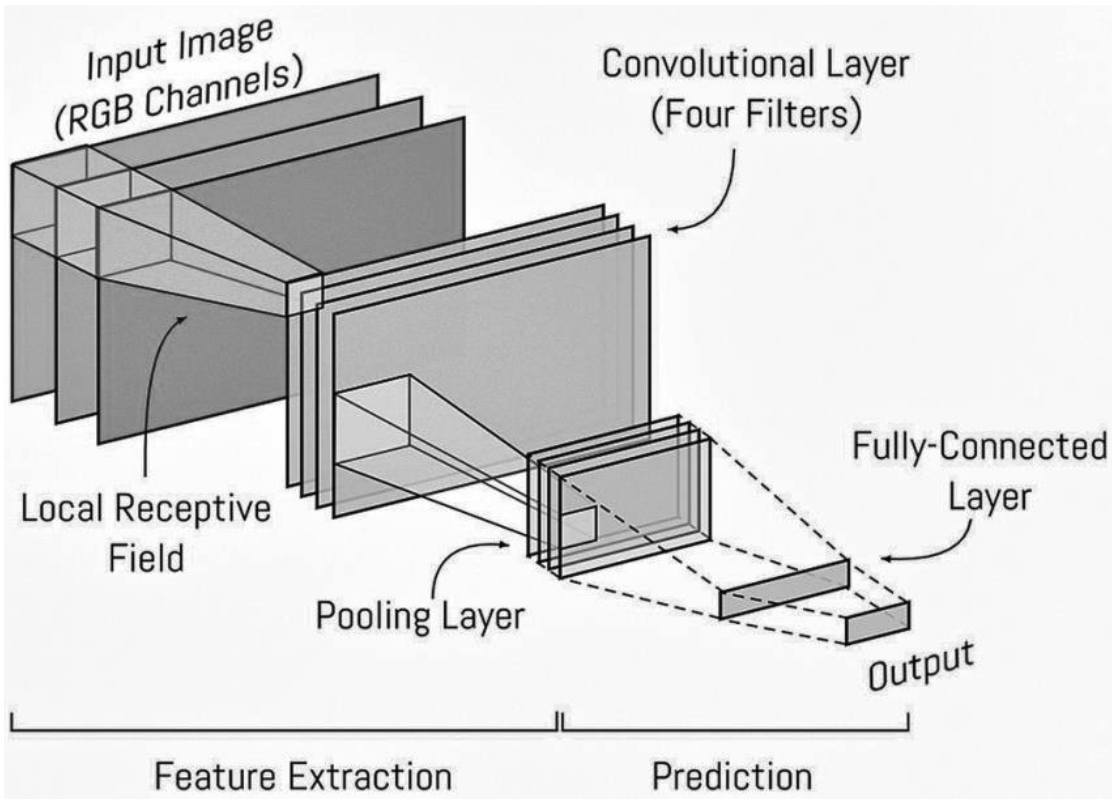 Input Image
(RGB Channels)
Convolutional Layer
(Four Filters)
Local Receptive
Field
Pooling Layer
Fully-Connected
Layer
Output
Feature Extraction
Prediction